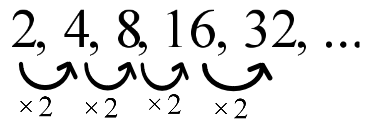 2, 4, 8, 16, 32, ...
×2 ×2 ×2 ×2